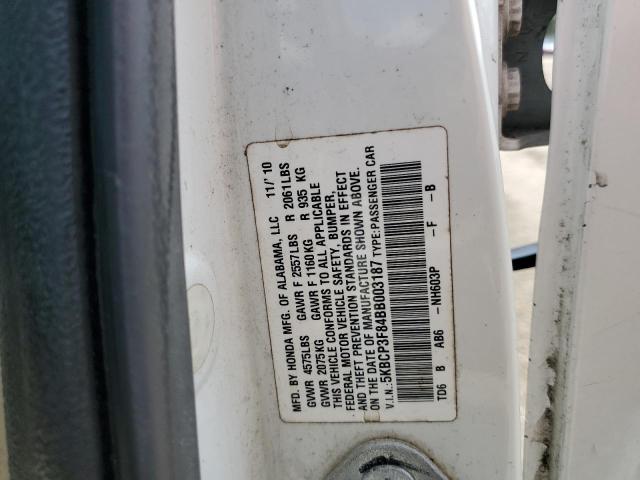 MFD. BY HONDA MFG. OF ALABAMA, LLC 11/'10
GVWR 4575LBS GAWR F 2557LBS R 2061LBS
GVWR 2075KG GAWR F 1160KG R 935 KG
THIS VEHICLE CONFORMS TO ALL APPLICABLE
FEDERAL MOTOR VEHICLE SAFETY, BUMPER,
AND THEFT PREVENTION STANDARDS IN EFFECT
ON THE DATE OF MANUFACTURE SHOWN ABOVE.
V.I.N.:5KBCP3F84BB003187 TYPE:PASSENGER CAR
TD6 B AB6 -NH603P -F -B